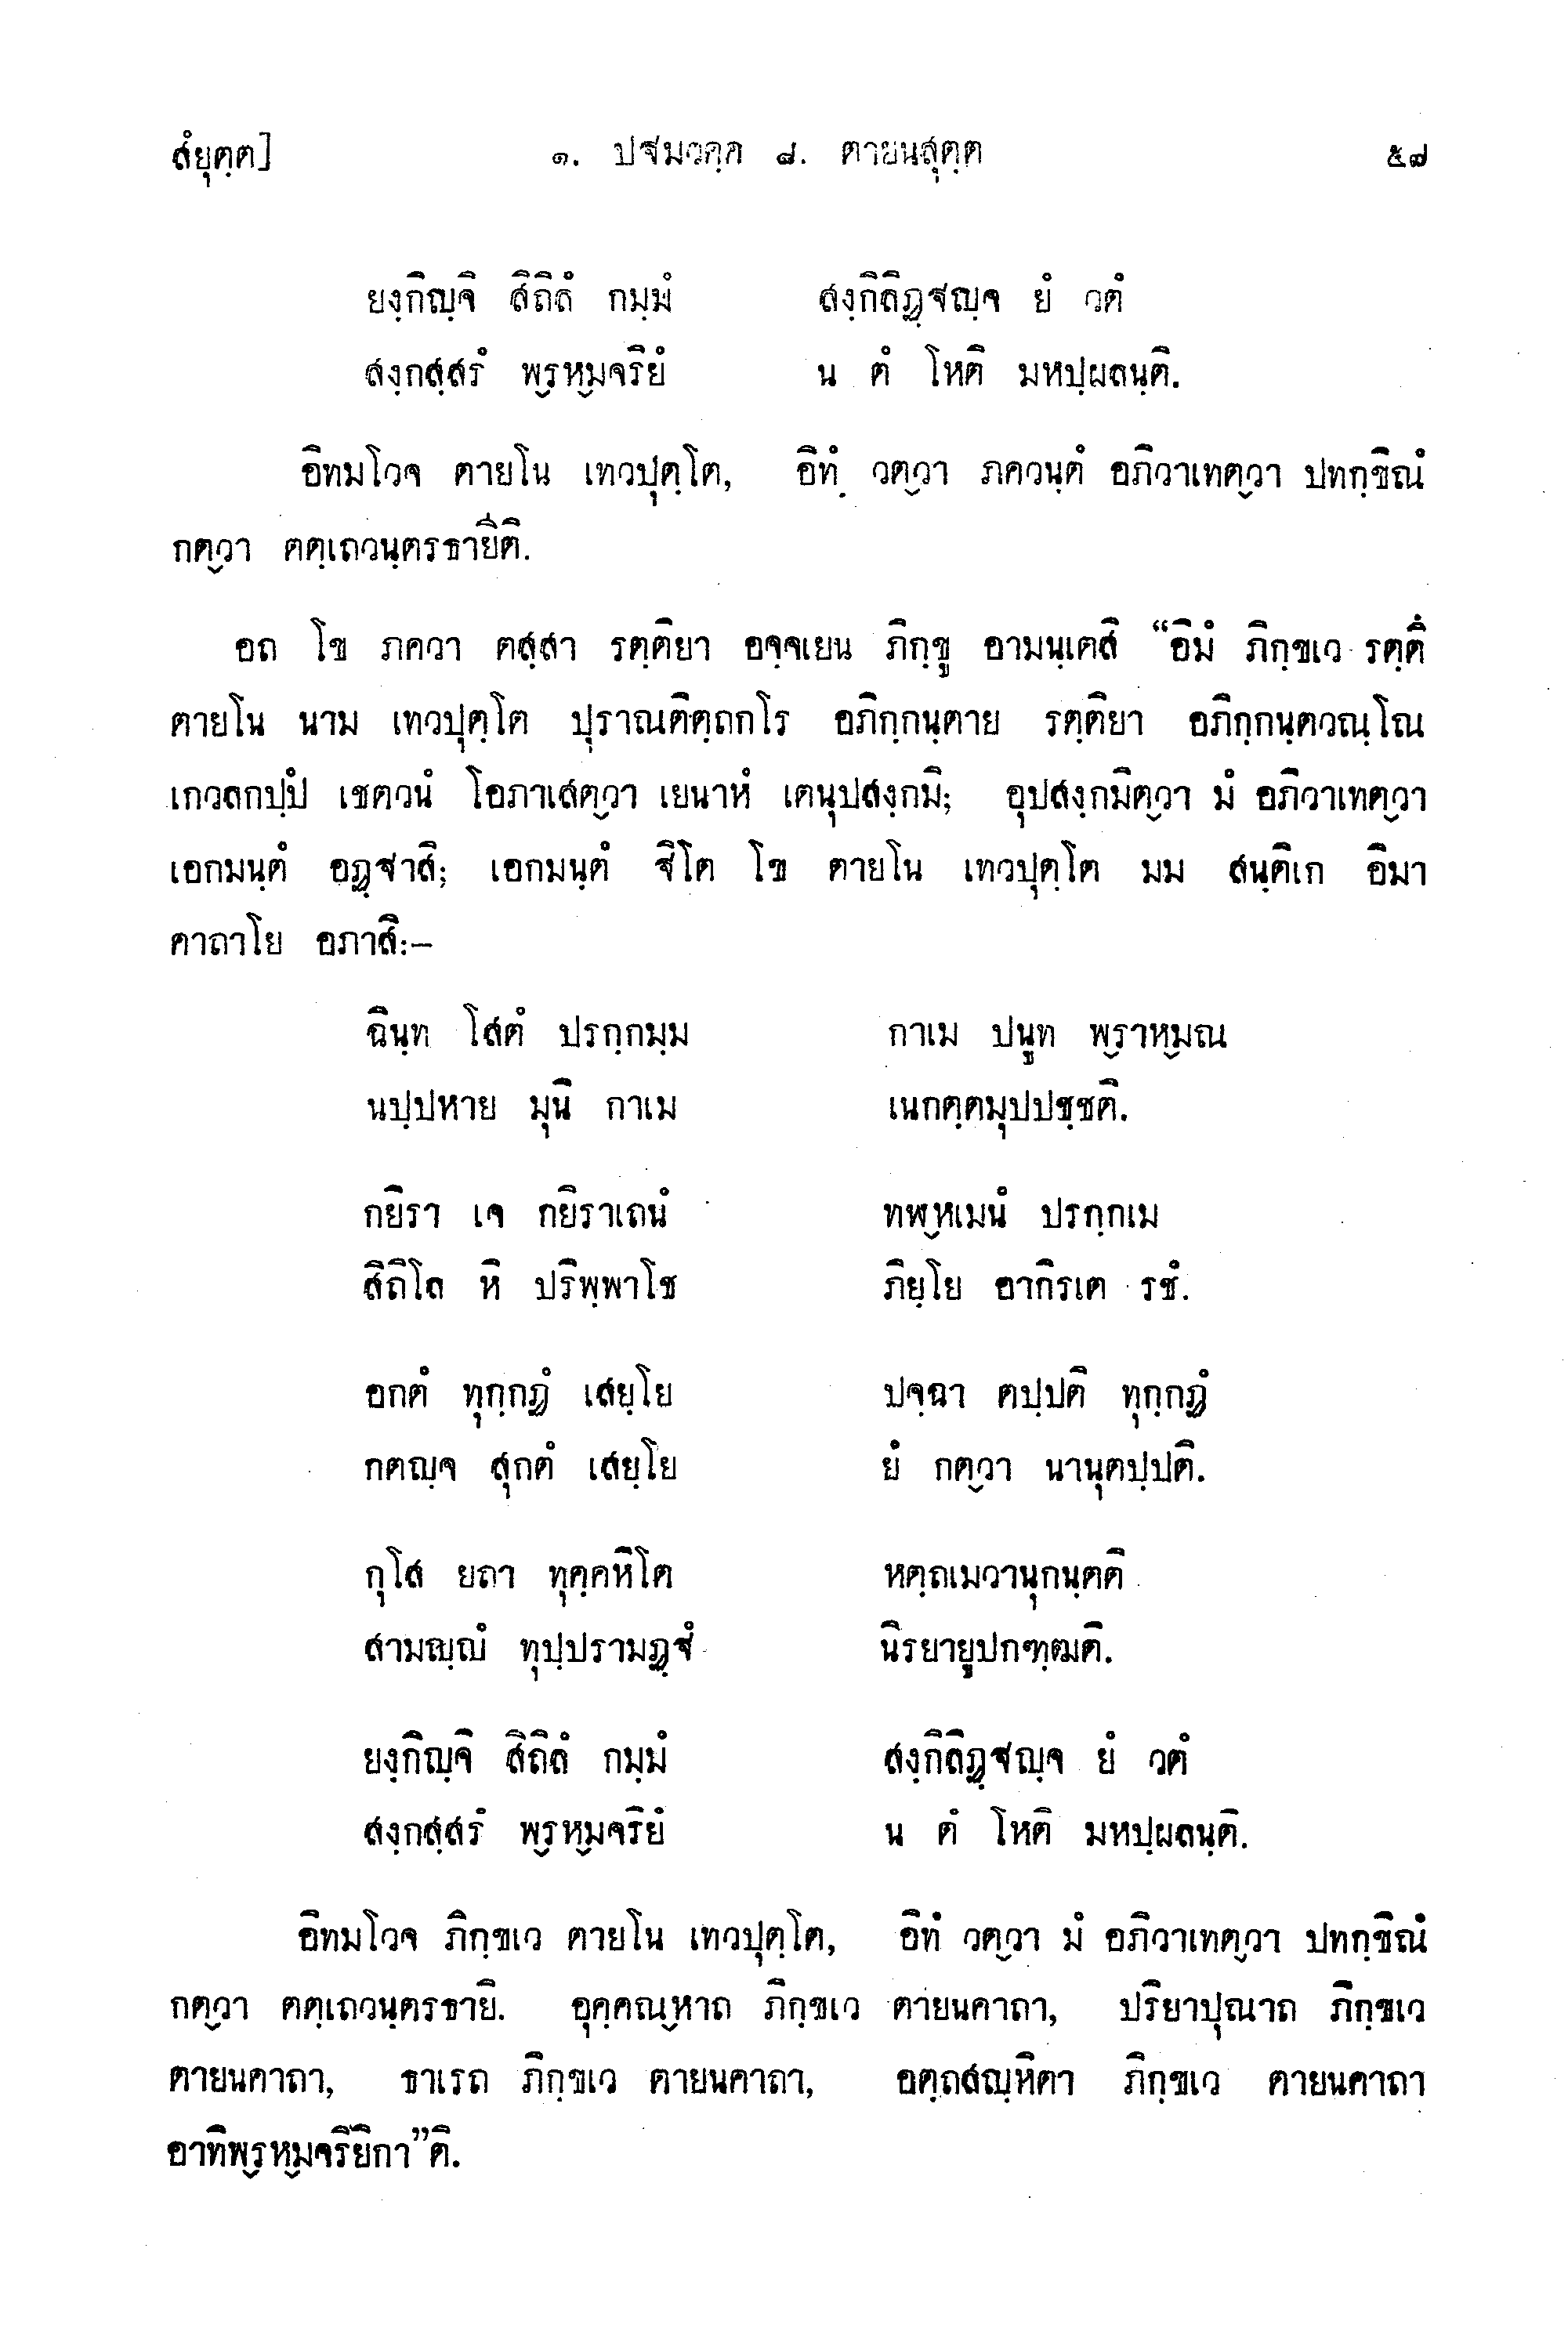 สํยุตฺต]    ๑. ปฐมวคฺค ๘. ตายนสุตฺต    ๕๗
ยงฺกิญฺจิ สิถิลํ กมฺมํ    สงฺกิลิฏฺฐญฺจ ยํ วตํ
สงฺกสฺสรํ พฺรหฺมจริยํ    น ตํ โหติ มหปฺผลนฺติ.
อิทมโวจ ตายโน เทวปุตฺโต, อิทํ วตฺวา ภควนฺตํ อภิวาเทตฺวา ปทกฺขิณํ
กตฺวา ตตฺเถวนฺตรธายีติ.
อถ โข ภควา ตสฺสา รตฺติยา อจฺจเยน ภิกฺขู อามนฺเตสิ “อิมํ ภิกฺขเว รตฺตึ
ตายโน นาม เทวปุตฺโต ปุราณติตฺถกโร อภิกฺกนฺตาย รตฺติยา อภิกฺกนฺตวณฺโณ
เกวลกปฺปํ เชตวนํ โอภาเสตฺวา เยนาหํ เตนุปสงฺกมิ; อุปสงฺกมิตฺวา มํ อภิวาเทตฺวา
เอกมนฺตํ อฏฺฐาสิ; เอกมนฺตํ ฐิโต โข ตายโน เทวปุตฺโต มม สนฺติเก อิมา
คาถาโย อภาสิ:—
ฉินฺท โสตํ ปรกฺกมฺม    กาเม ปนูท พฺราหฺมณ
นปฺปหาย มุนิ กาเม    เนกตฺตมุปปชฺชติ.
กยิรา เจ กยิราเถนํ    ทฬฺหเมนํ ปรกฺกเม
สิถิโล หิ ปริพฺพาโช    ภิยฺโย อากิรเต รชํ.
อกตํ ทุกฺกฏํ เสยฺโย    ปจฺฉา ตปฺปติ ทุกฺกฏํ
กตญฺจ สุกตํ เสยฺโย    ยํ กตฺวา นานุตปฺปติ.
กุโส ยถา ทุคฺคหิโต    หตฺถเมวานุกนฺตติ
สามญฺญํ ทุปฺปรามฏฺฐํ    นิรยายูปกฑฺฒติ.
ยงฺกิญฺจิ สิถิลํ กมฺมํ    สงฺกิลิฏฺฐญฺจ ยํ วตํ
สงฺกสฺสรํ พฺรหฺมจริยํ    น ตํ โหติ มหปฺผลนฺติ.
อิทมโวจ ภิกฺขเว ตายโน เทวปุตฺโต, อิทํ วตฺวา มํ อภิวาเทตฺวา ปทกฺขิณํ
กตฺวา ตตฺเถวนฺตรธายิ. อุคฺคณฺหาถ ภิกฺขเว ตายนคาถา, ปริยาปุณาถ ภิกฺขเว
ตายนคาถา, ธาเรถ ภิกฺขเว ตายนคาถา, อตฺถสญฺหิตา ภิกฺขเว ตายนคาถา
อาทิพฺรหฺมจริยิกา”ติ.